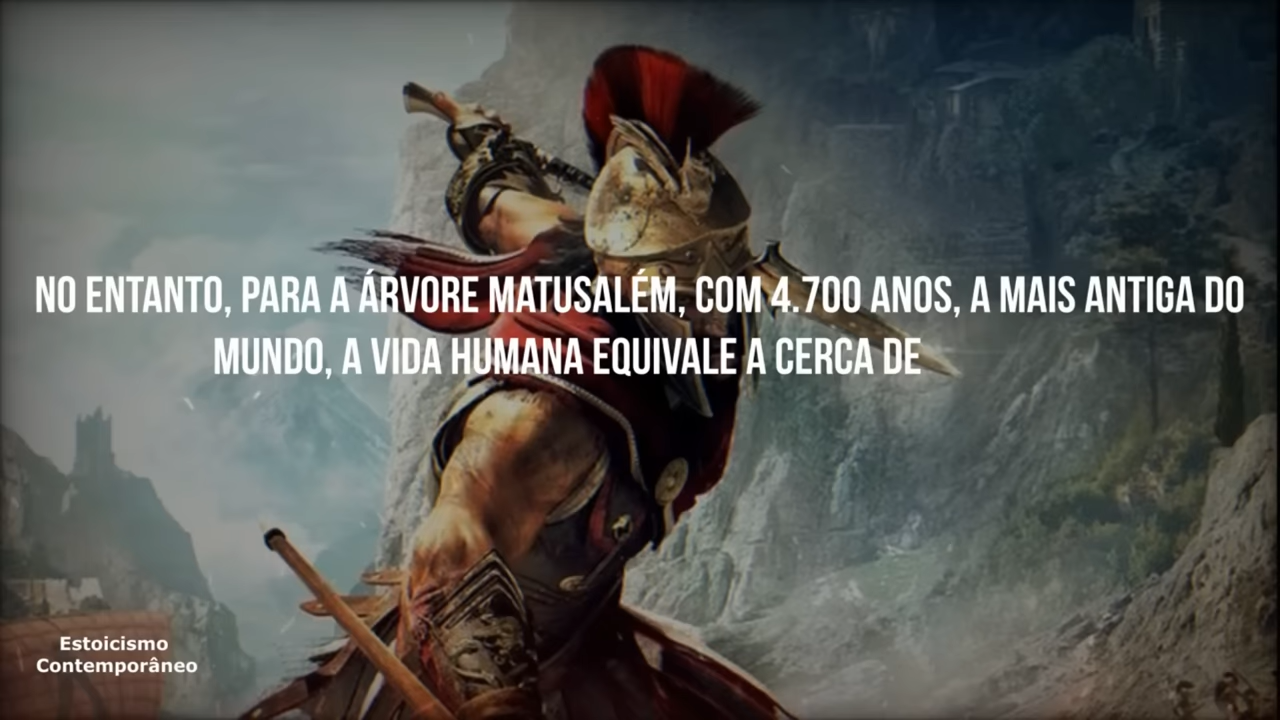 NO ENTANTO, PARA A ÁRVORE MATUSALÉM, COM 4.700 ANOS, A MAIS ANTIGA DO
MUNDO, A VIDA HUMANA EQUIVALE A CERCA DE
Estoicismo
Contemporâneo